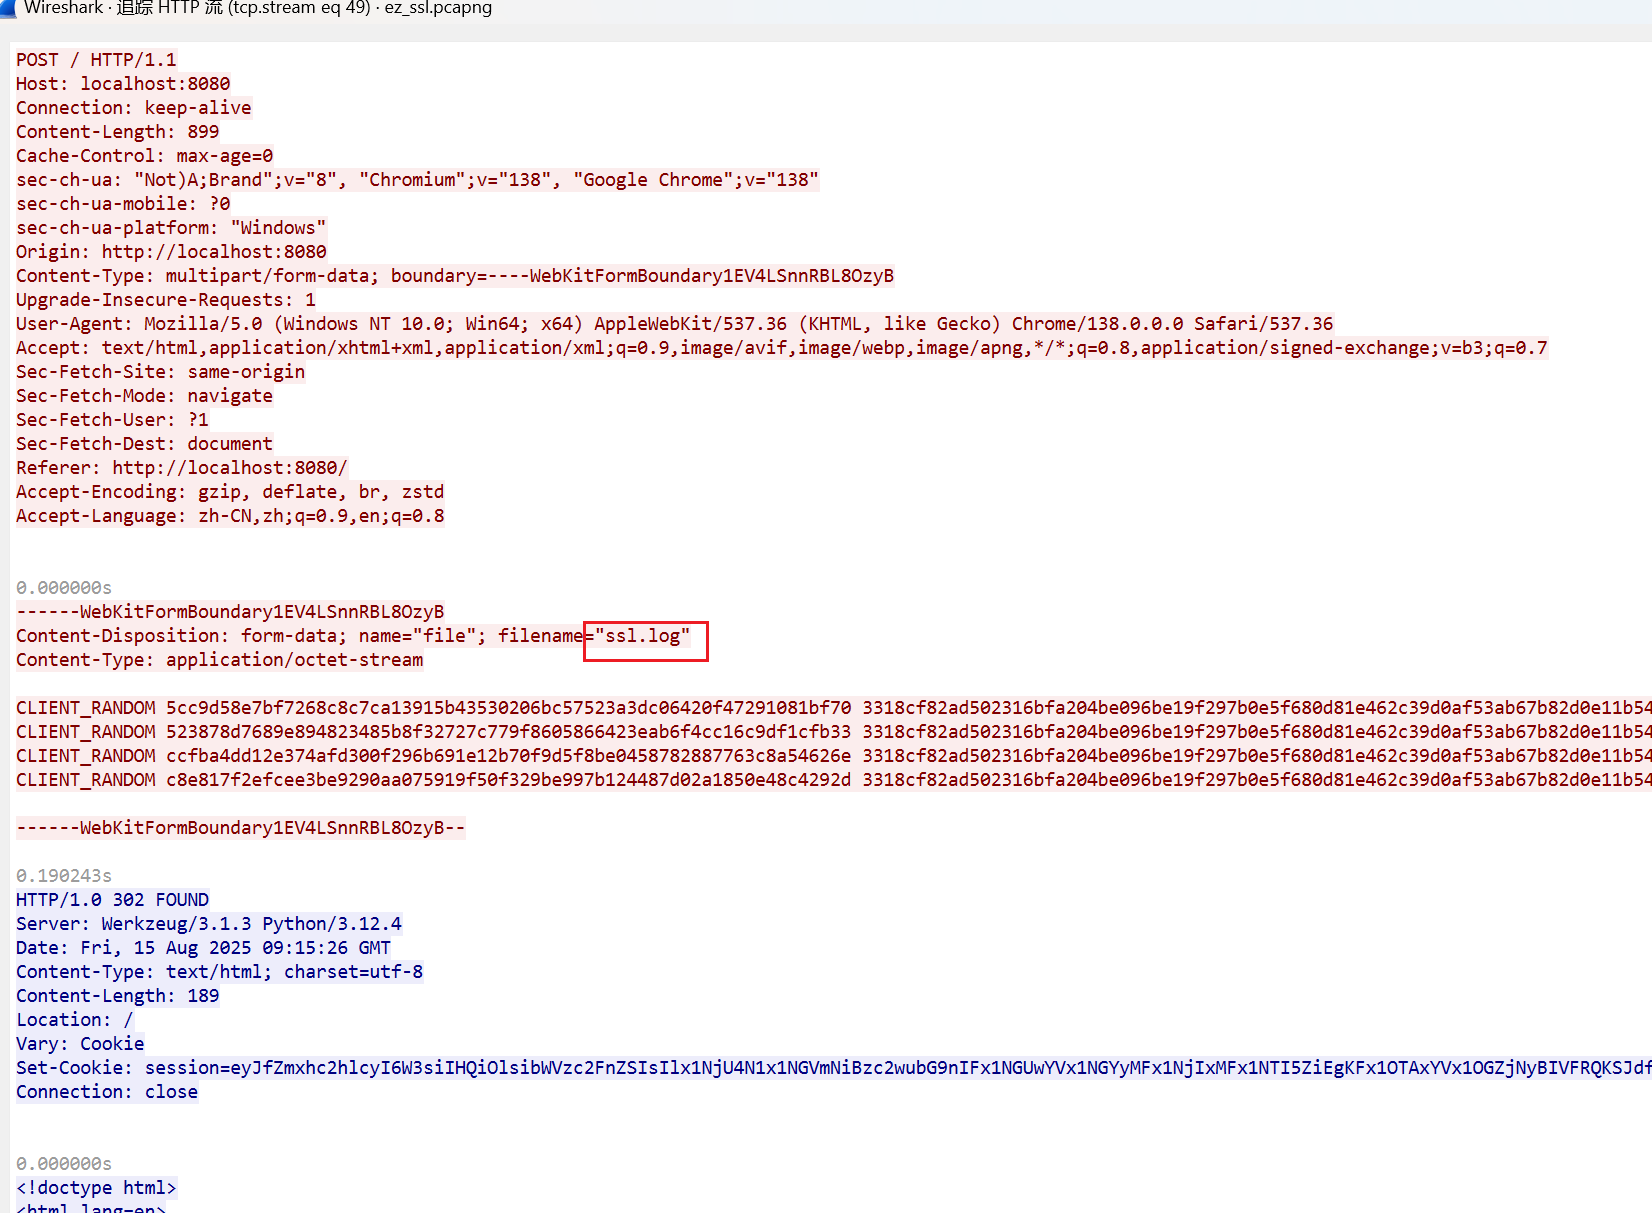 Wireshark · 追踪 HTTP 流 (tcp.stream eq 49) · ez_ssl.pcapng
POST / HTTP/1.1
Host: localhost:8080
Connection: keep-alive
Content-Length: 899
Cache-Control: max-age=0
sec-ch-ua: "Not)A;Brand";v="8", "Chromium";v="138", "Google Chrome";v="138"
sec-ch-ua-mobile: ?0
sec-ch-ua-platform: "Windows"
Origin: http://localhost:8080
Content-Type: multipart/form-data; boundary=----WebKitFormBoundary1EV4LSnnRBL8OzyB
Upgrade-Insecure-Requests: 1
User-Agent: Mozilla/5.0 (Windows NT 10.0; Win64; x64) AppleWebKit/537.36 (KHTML, like Gecko) Chrome/138.0.0.0 Safari/537.36
Accept: text/html,application/xhtml+xml,application/xml;q=0.9,image/avif,image/webp,image/apng,*/*;q=0.8,application/signed-exchange;v=b3;q=0.7
Sec-Fetch-Site: same-origin
Sec-Fetch-Mode: navigate
Sec-Fetch-User: ?1
Sec-Fetch-Dest: document
Referer: http://localhost:8080/
Accept-Encoding: gzip, deflate, br, zstd
Accept-Language: zh-CN,zh;q=0.9,en;q=0.8
0.000000s
------WebKitFormBoundary1EV4LSnnRBL8OzyB
Content-Disposition: form-data; name="file"; filename="ssl.log"
Content-Type: application/octet-stream
CLIENT_RANDOM 5cc9d58e7bf7268c8c7ca13915b43530206bc57523a3dc06420f47291081bf70 3318cf82ad502316bfa204be096be19f297b0e5f680d81e462c39d0af53ab67b82d0e11b54
CLIENT_RANDOM 523878d7689e894823485b8f32727c779f8605866423eab6f4cc16c9df1cfb33 3318cf82ad502316bfa204be096be19f297b0e5f680d81e462c39d0af53ab67b82d0e11b54
CLIENT_RANDOM ccfba4dd12e374afd300f296b691e12b70f9d5f8be0458782887763c8a54626e 3318cf82ad502316bfa204be096be19f297b0e5f680d81e462c39d0af53ab67b82d0e11b54
CLIENT_RANDOM c8e817f2efcee3be9290aa075919f50f329be997b124487d02a1850e48c4292d 3318cf82ad502316bfa204be096be19f297b0e5f680d81e462c39d0af53ab67b82d0e11b54
------WebKitFormBoundary1EV4LSnnRBL8OzyB--
0.190243s
HTTP/1.0 302 FOUND
Server: Werkzeug/3.1.3 Python/3.12.4
Date: Fri, 15 Aug 2025 09:15:26 GMT
Content-Type: text/html; charset=utf-8
Content-Length: 189
Location: /
Vary: Cookie
Set-Cookie: session=eyJfZmxhc2hlcyI6W3siIHQiOlsibWVzc2FnZSIsIlx1NjU4N1x1NGVmNiBzc2wubG9nIFx1NGUwYVx1NGYyMFx1NjIxMFx1NTI5ZiEgKFx1OTAxYVx1OGZjNyBIVFRQKSJdf
Connection: close
0.000000s
<!doctype html>
<html lang=en>